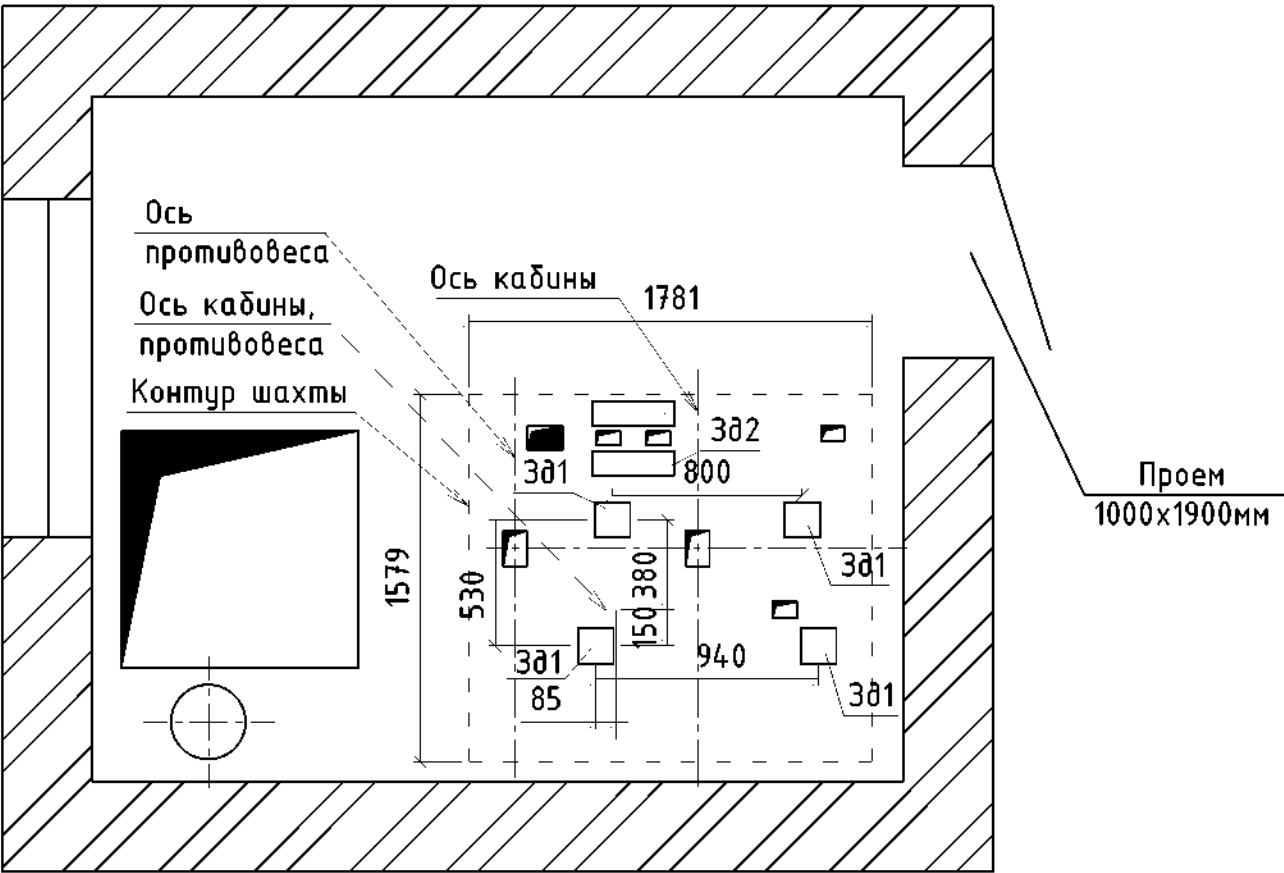 Ось
противовеса
Ось кабины
1781
Ось кабины,
противовеса
Контур шахты
Зд2
Зд1
800
Проем
1000х1900мм
1579
530
380
Зд1
150
Зд1
940
85
Зд1